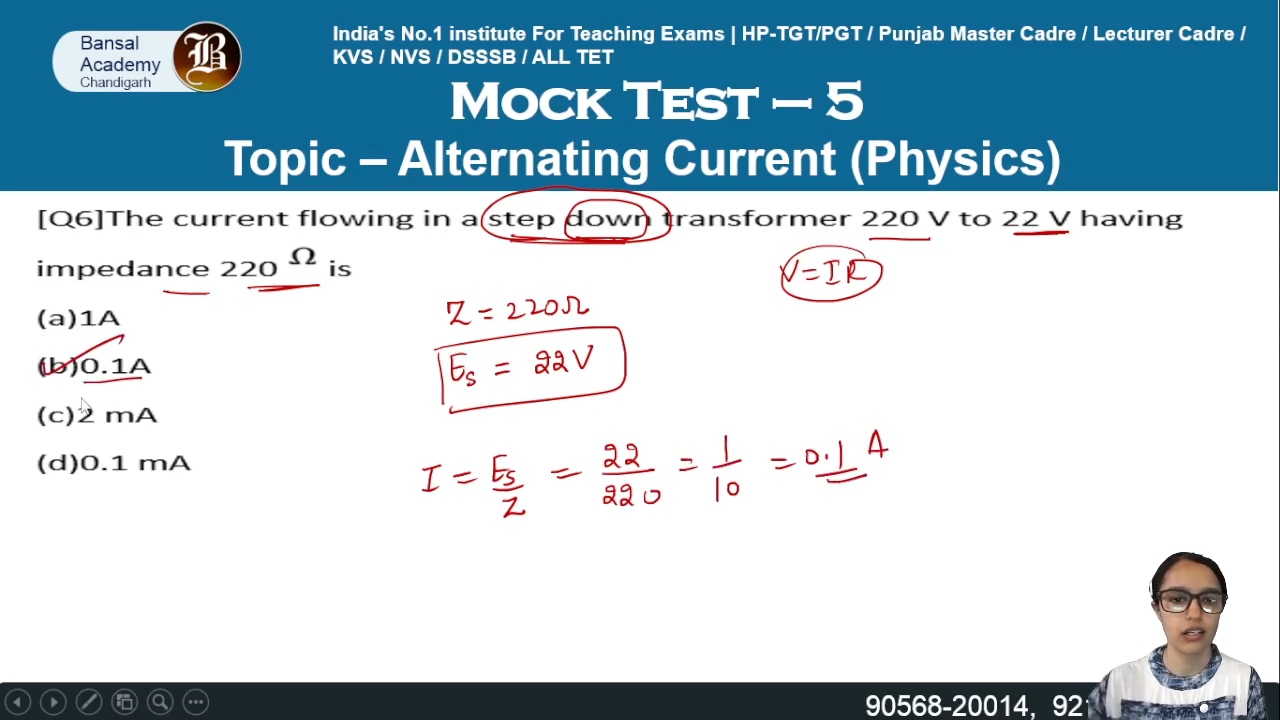 Bansal
Academy
Chandigarh
B
India's No.1 institute For Teaching Exams | HP-TGT/PGT / Punjab Master Cadre / Lecturer Cadre /
KVS / NVS / DSSSB / ALL TET
MOCK TEST – 5
Topic – Alternating Current (Physics)
[Q6]The current flowing in a step down transformer 220 V to 22 V having
impedance 220 Ω is
V=IR
(a)1A
Z = 220Ω
(b)0.1A
Es = 22V
(c)2 mA
(d)0.1 mA
I = Es/Z = 22/220 = 1/10 = 0.1 A
90568-20014, 92